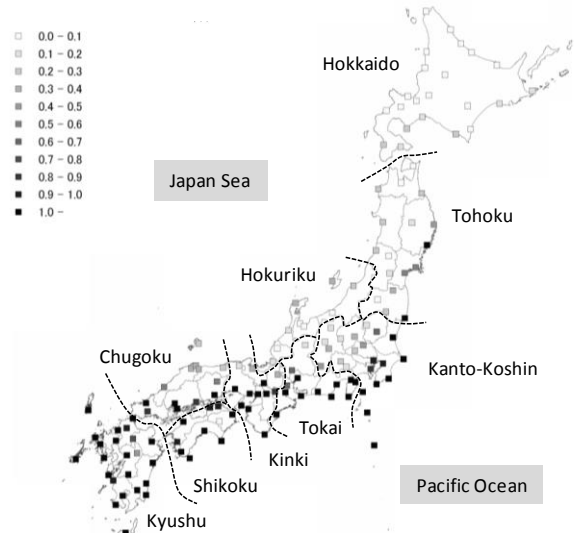 0.0 - 0.1
0.1 - 0.2
0.2 - 0.3
0.3 - 0.4
0.4 - 0.5
0.5 - 0.6
0.6 - 0.7
0.7 - 0.8
0.8 - 0.9
0.9 - 1.0
1.0 -
Hokkaido
Japan Sea
Tohoku
Hokuriku
Chugoku
Kanto-Koshin
Tokai
Kinki
Shikoku
Pacific Ocean
Kyushu